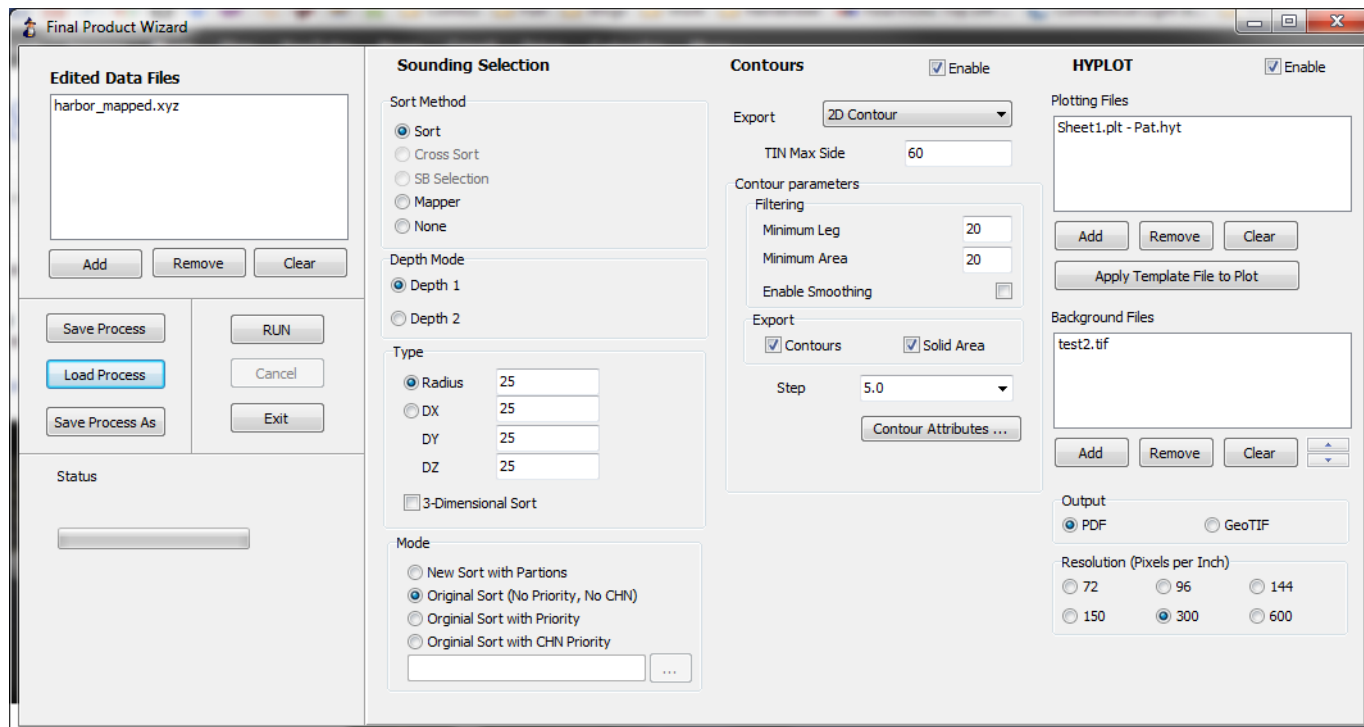 Final Product Wizard
Edited Data Files
harbor_mapped.xyz
Add Remove Clear
Save Process RUN
Load Process Cancel
Save Process As Exit
Status
Sounding Selection
Sort Method
Sort
Cross Sort
SB Selection
Mapper
None
Depth Mode
Depth 1
Depth 2
Type
Radius 25
DX 25
DY 25
DZ 25
3-Dimensional Sort
Mode
New Sort with Partions
Original Sort (No Priority, No CHN)
Orginial Sort with Priority
Orginial Sort with CHN Priority
...
Contours Enable
Export 2D Contour
TIN Max Side 60
Contour parameters
Filtering
Minimum Leg 20
Minimum Area 20
Enable Smoothing
Export
Contours Solid Area
Step 5.0
Contour Attributes ...
HYPLOT Enable
Plotting Files
Sheet1.plt - Pat.hyt
Add Remove Clear
Apply Template File to Plot
Background Files
test2.tif
Add Remove Clear
Output
PDF GeoTIF
Resolution (Pixels per Inch)
72 96 144
150 300 600